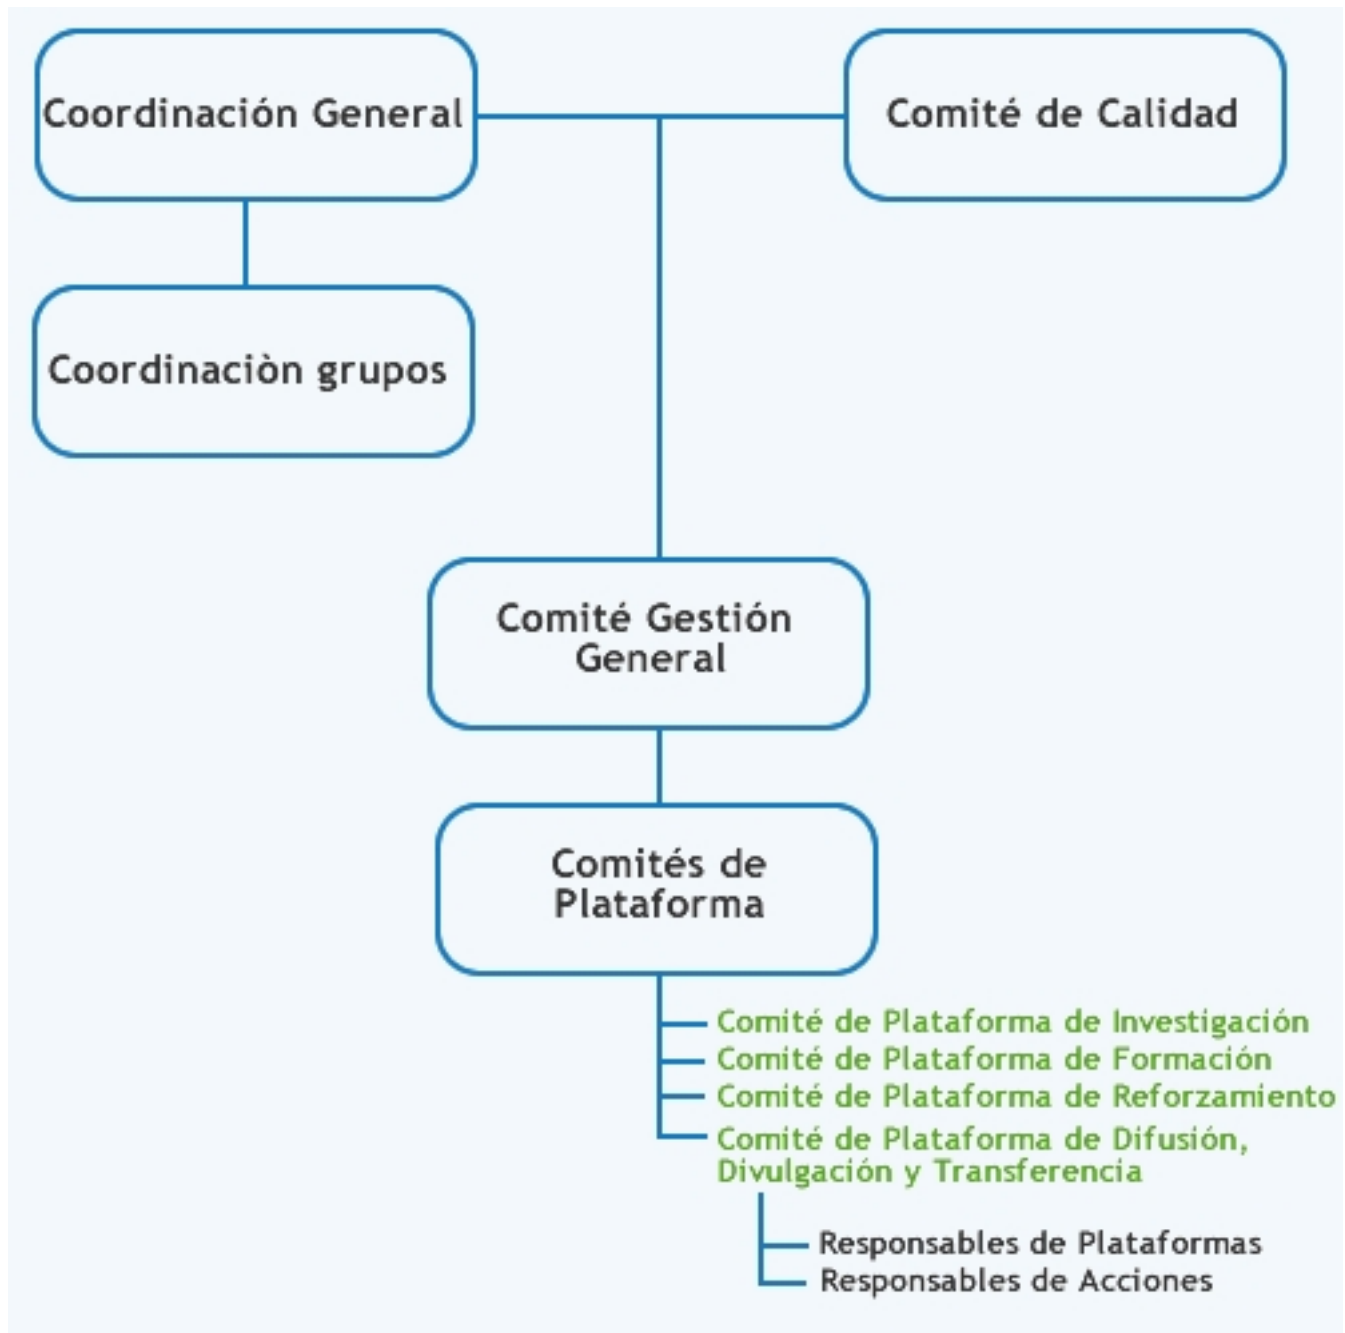 Coordinación General
Comité de Calidad
Coordinaciòn grupos
Comité Gestión
General
Comités de
Plataforma
Comité de Plataforma de Investigación
Comité de Plataforma de Formación
Comité de Plataforma de Reforzamiento
Comité de Plataforma de Difusión,
Divulgación y Transferencia
Responsables de Plataformas
Responsables de Acciones